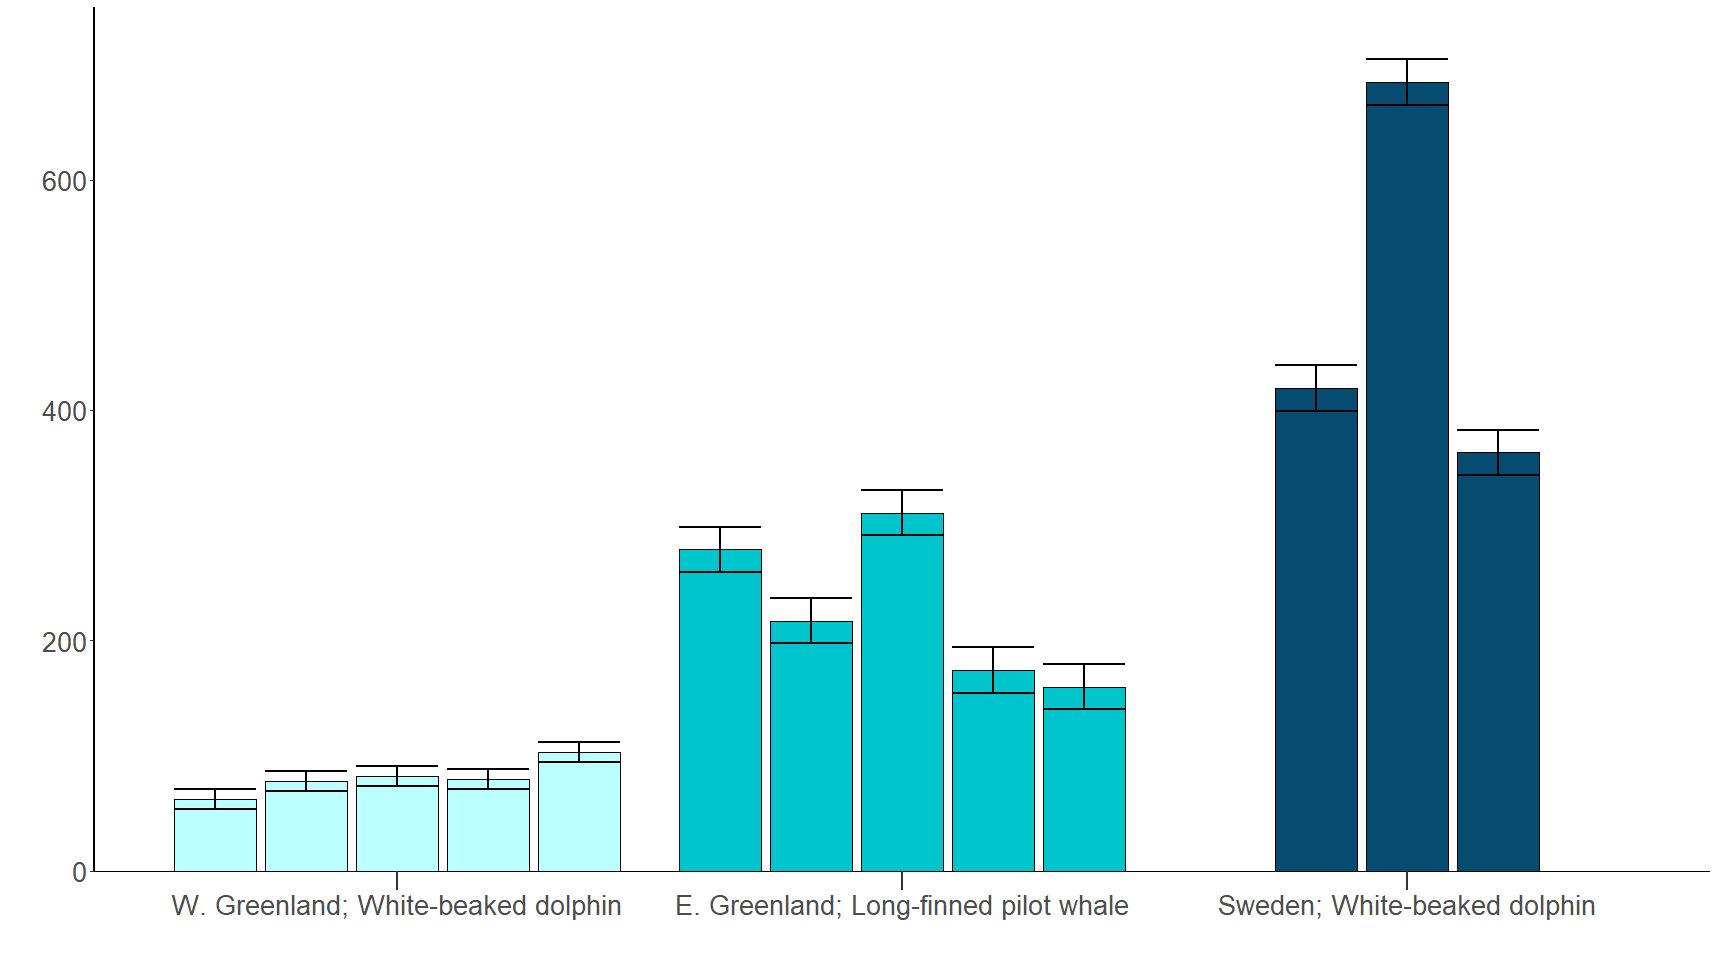 600
400
200
0
W. Greenland; White-beaked dolphin
E. Greenland; Long-finned pilot whale
Sweden; White-beaked dolphin